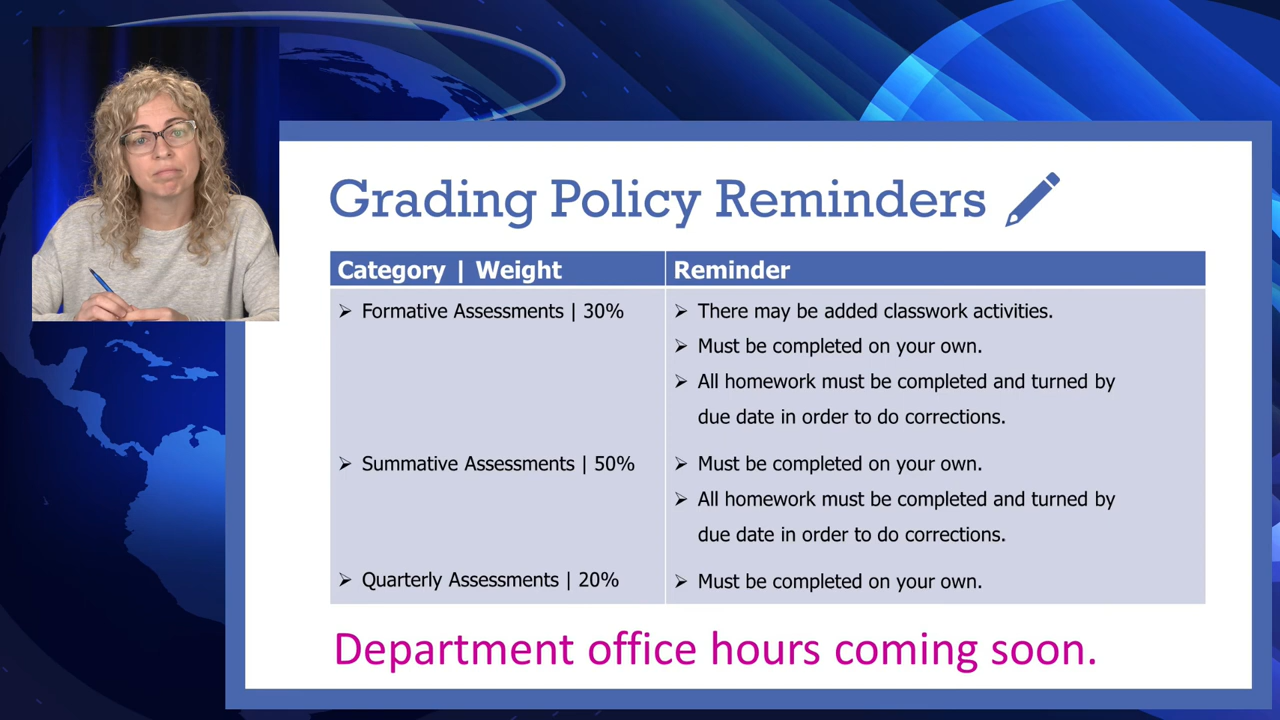 Grading Policy Reminders
Category | Weight
Reminder
➢ Formative Assessments | 30%
➢ There may be added classwork activities.
➢ Must be completed on your own.
➢ All homework must be completed and turned by
due date in order to do corrections.
➢ Summative Assessments | 50%
➢ Must be completed on your own.
➢ All homework must be completed and turned by
due date in order to do corrections.
➢ Quarterly Assessments | 20%
➢ Must be completed on your own.
Department office hours coming soon.